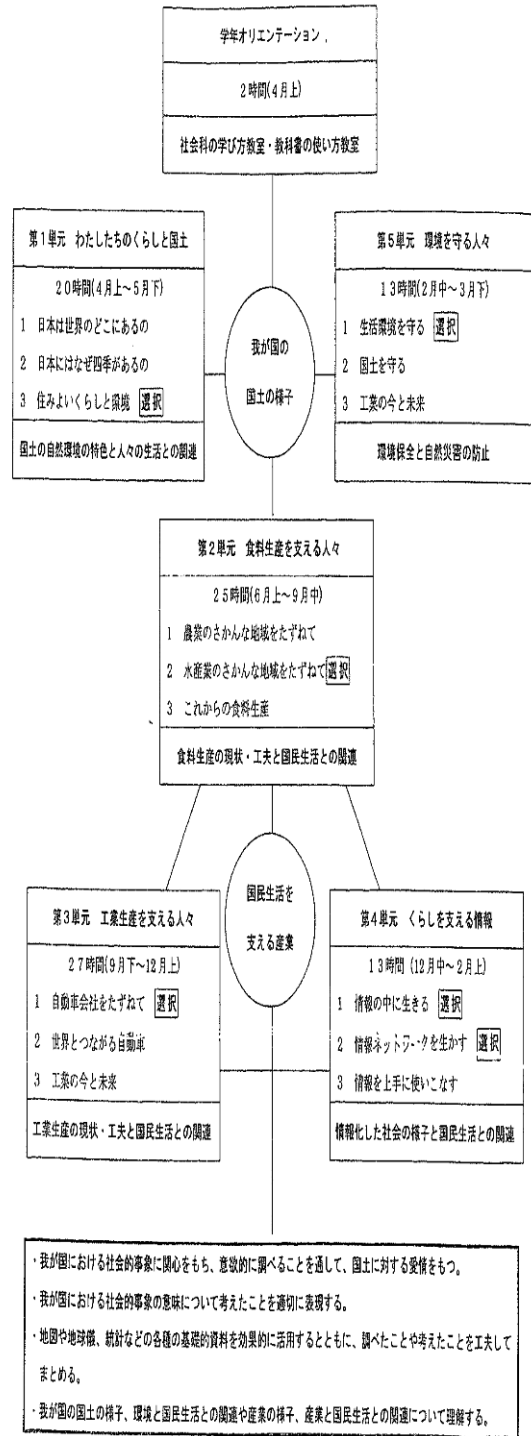 学年オリエンテーション
2時間(4月上)
社会科の学び方教室・教科書の使い方教室
第1単元 わたしたちのくらしと国土
20時間(4月上〜5月下)
1 日本は世界のどこにあるの
2 日本にはなぜ四季があるの
3 住みよいくらしと環境 選択
国土の自然環境の特色と人々の生活との関連
我が国の
国土の様子
第5単元 環境を守る人々
13時間(2月中〜3月下)
1 生活環境を守る 選択
2 国土を守る
3 工業の今と未来
環境保全と自然災害の防止
第2単元 食料生産を支える人々
25時間(6月上〜9月中)
1 農業のさかんな地域をたずねて
2 水産業のさかんな地域をたずねて 選択
3 これからの食料生産
食料生産の現状・工夫と国民生活との関連
国民生活を
支える産業
第3単元 工業生産を支える人々
27時間(9月下〜12月上)
1 自動車会社をたずねて 選択
2 世界とつながる自動車
3 工業の今と未来
工業生産の現状・工夫と国民生活との関連
第4単元 くらしを支える情報
13時間(12月中〜2月上)
1 情報の中に生きる 選択
2 情報ネットワークを生かす 選択
3 情報を上手に使いこなす
情報化した社会の様子と国民生活との関連
・我が国における社会的事象に関心をもち、意欲的に調べることを通して、国土に対する愛情をもつ。
・我が国における社会的事象の意味について考えたことを適切に表現する。
・地図や地球儀、統計などの各種の基礎的資料を効果的に活用するとともに、調べたことや考えたことを工夫して
まとめる。
・我が国の国土の様子、環境と国民生活との関連や産業の様子、産業と国民生活との関連について理解する。